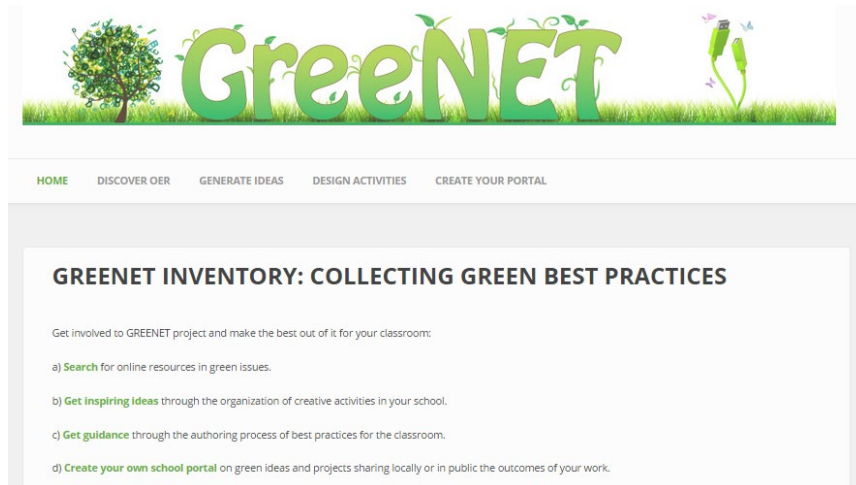 GreeNET
HOME DISCOVER OER GENERATE IDEAS DESIGN ACTIVITIES CREATE YOUR PORTAL
GREENET INVENTORY: COLLECTING GREEN BEST PRACTICES
Get involved to GREENET project and make the best out of it for your classroom:
a) Search for online resources in green issues.
b) Get inspiring ideas through the organization of creative activities in your school.
c) Get guidance through the authoring process of best practices for the classroom.
d) Create your own school portal on green ideas and projects sharing locally or in public the outcomes of your work.